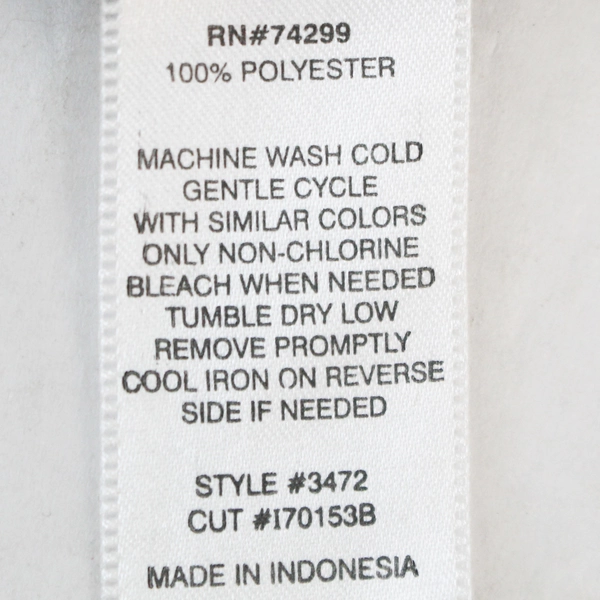 RN#74299
100% POLYESTER
MACHINE WASH COLD
GENTLE CYCLE
WITH SIMILAR COLORS
ONLY NON-CHLORINE
BLEACH WHEN NEEDED
TUMBLE DRY LOW
REMOVE PROMPTLY
COOL IRON ON REVERSE
SIDE IF NEEDED
STYLE #3472
CUT #I70153B
MADE IN INDONESIA